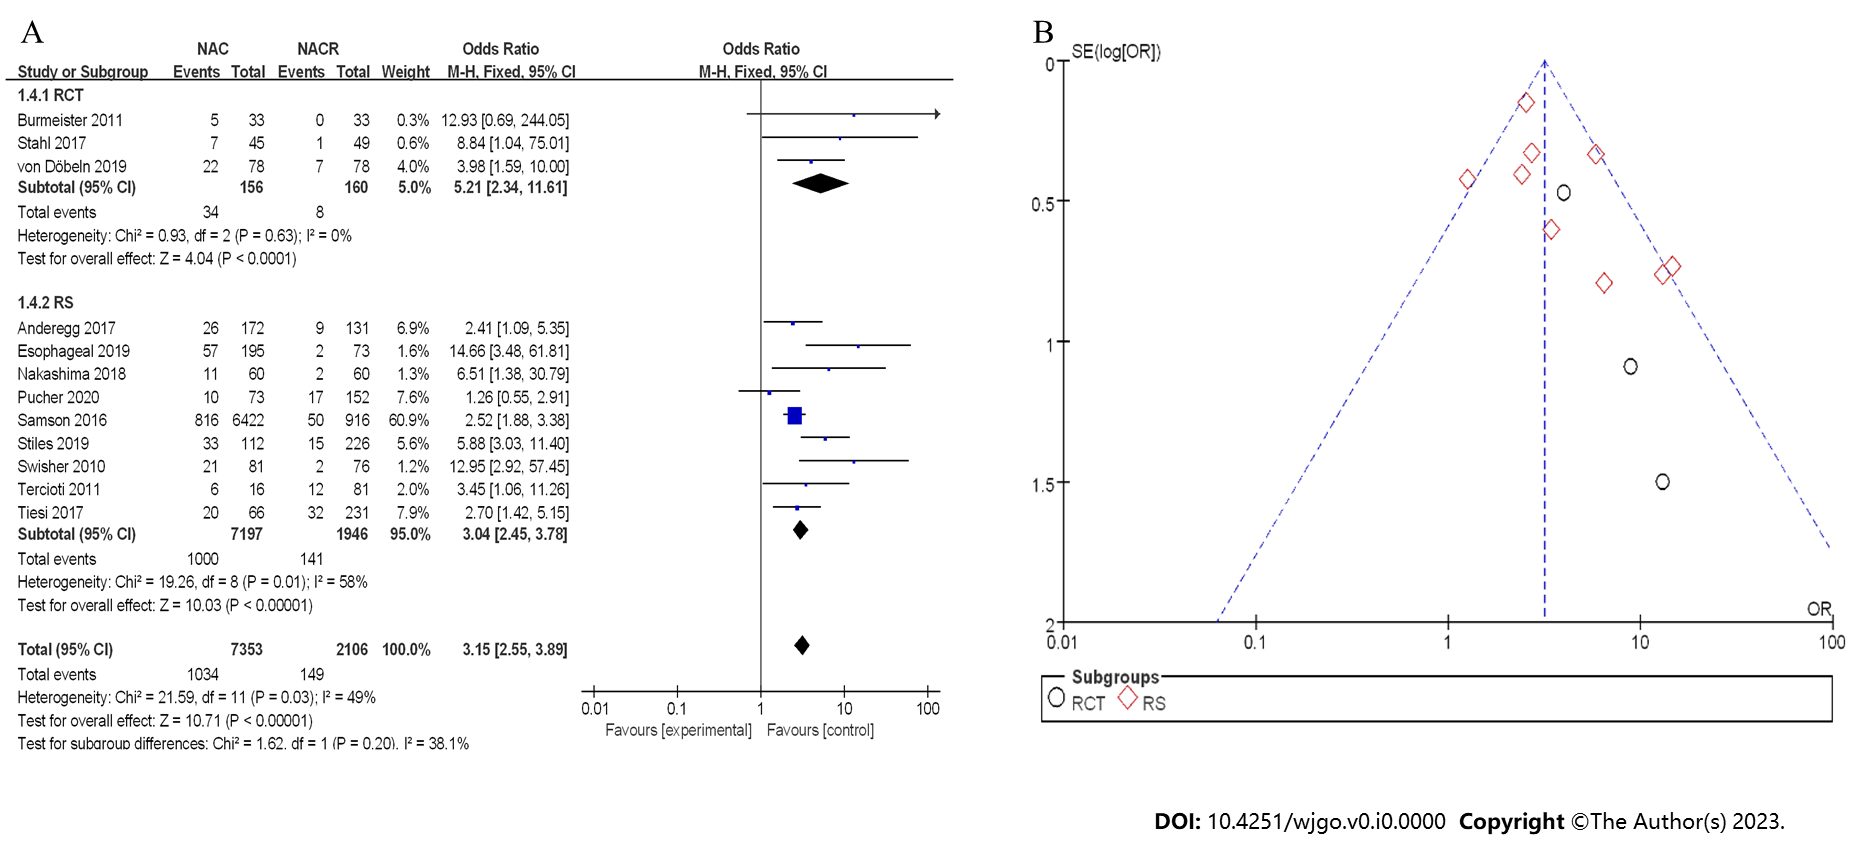 A
NAC NACR Odds Ratio Odds Ratio
Study or Subgroup Events Total Events Total Weight M-H, Fixed, 95% CI M-H, Fixed, 95% CI
1.4.1 RCT
Burmeister 2011 5 33 0 33 0.3% 12.93 [0.69, 244.05]
Stahl 2017 7 45 1 49 0.6% 8.84 [1.04, 75.01]
von Döbeln 2019 22 78 7 78 4.0% 3.98 [1.59, 10.00]
Subtotal (95% CI) 156 160 5.0% 5.21 [2.34, 11.61]
Total events 34 8
Heterogeneity: Chi² = 0.93, df = 2 (P = 0.63); I² = 0%
Test for overall effect: Z = 4.04 (P < 0.0001)
1.4.2 RS
Anderegg 2017 26 172 9 131 6.9% 2.41 [1.09, 5.35]
Esophageal 2019 57 195 2 73 1.6% 14.66 [3.48, 61.81]
Nakashima 2018 11 60 2 60 1.3% 6.51 [1.38, 30.79]
Pucher 2020 10 73 17 152 7.6% 1.26 [0.55, 2.91]
Samson 2016 816 6422 50 916 60.9% 2.52 [1.88, 3.38]
Stiles 2019 33 112 15 226 5.6% 5.88 [3.03, 11.40]
Swisher 2010 21 81 2 76 1.2% 12.95 [2.92, 57.45]
Tercioti 2011 6 16 12 81 2.0% 3.45 [1.06, 11.26]
Tiesi 2017 20 66 32 231 7.9% 2.70 [1.42, 5.15]
Subtotal (95% CI) 7197 1946 95.0% 3.04 [2.45, 3.78]
Total events 1000 141
Heterogeneity: Chi² = 19.26, df = 8 (P = 0.01); I² = 58%
Test for overall effect: Z = 10.03 (P < 0.00001)
Total (95% CI) 7353 2106 100.0% 3.15 [2.55, 3.89]
Total events 1034 149
Heterogeneity: Chi² = 21.59, df = 11 (P = 0.03); I² = 49%
Test for overall effect: Z = 10.71 (P < 0.00001)
Test for subgroup differences: Chi² = 1.62, df = 1 (P = 0.20), I² = 38.1%
0.01 0.1 1 10 100
Favours [experimental] Favours [control]
B
SE(log[OR])
0
0.5
1
1.5
2
OR
0.01 0.1 1 10 100
Subgroups
RCT RS
DOI: 10.4251/wjgo.v0.i0.0000 Copyright ©The Author(s) 2023.